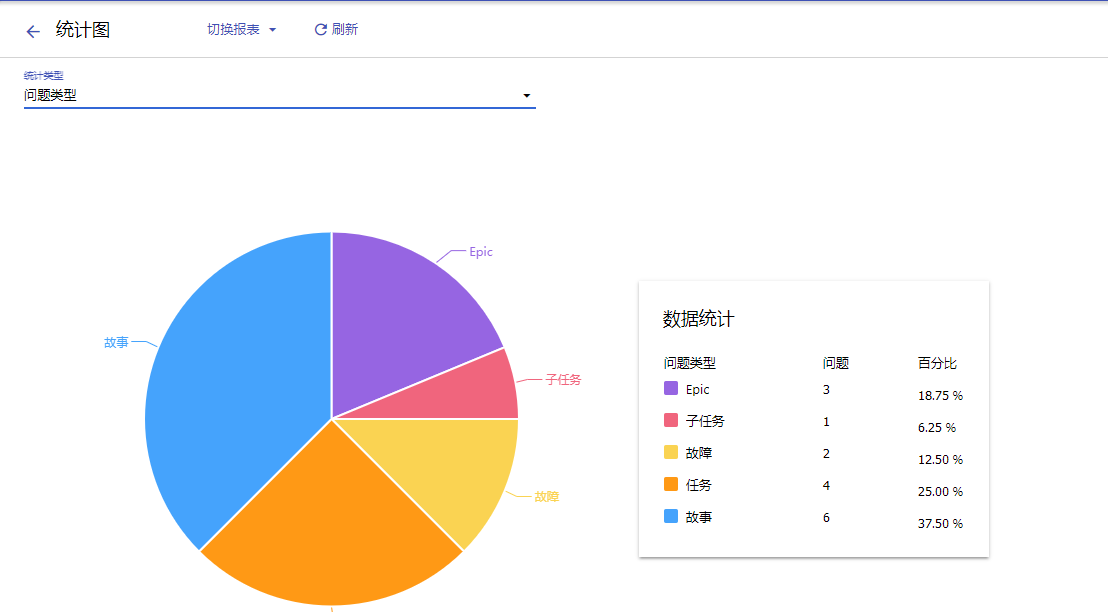 统计图 切换报表 刷新
统计类型
问题类型
Epic
故事
子任务
故障
数据统计
问题类型 问题 百分比
Epic 3 18.75 %
子任务 1 6.25 %
故障 2 12.50 %
任务 4 25.00 %
故事 6 37.50 %